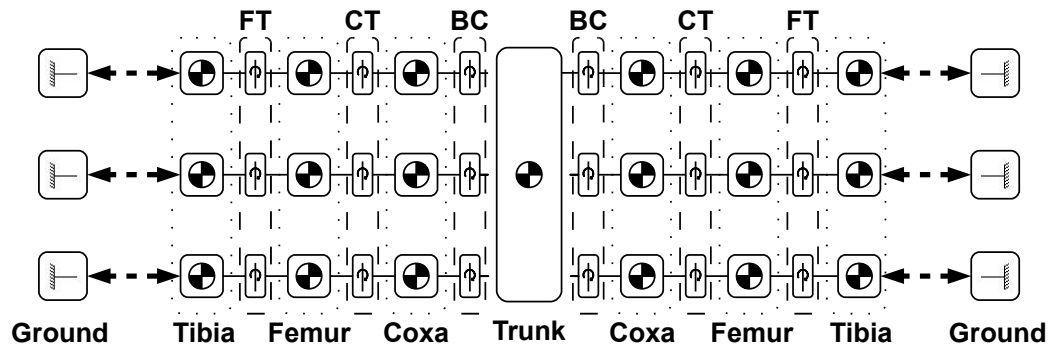 FT CT BC BC CT FT
Ground Tibia Femur Coxa Trunk Coxa Femur Tibia Ground